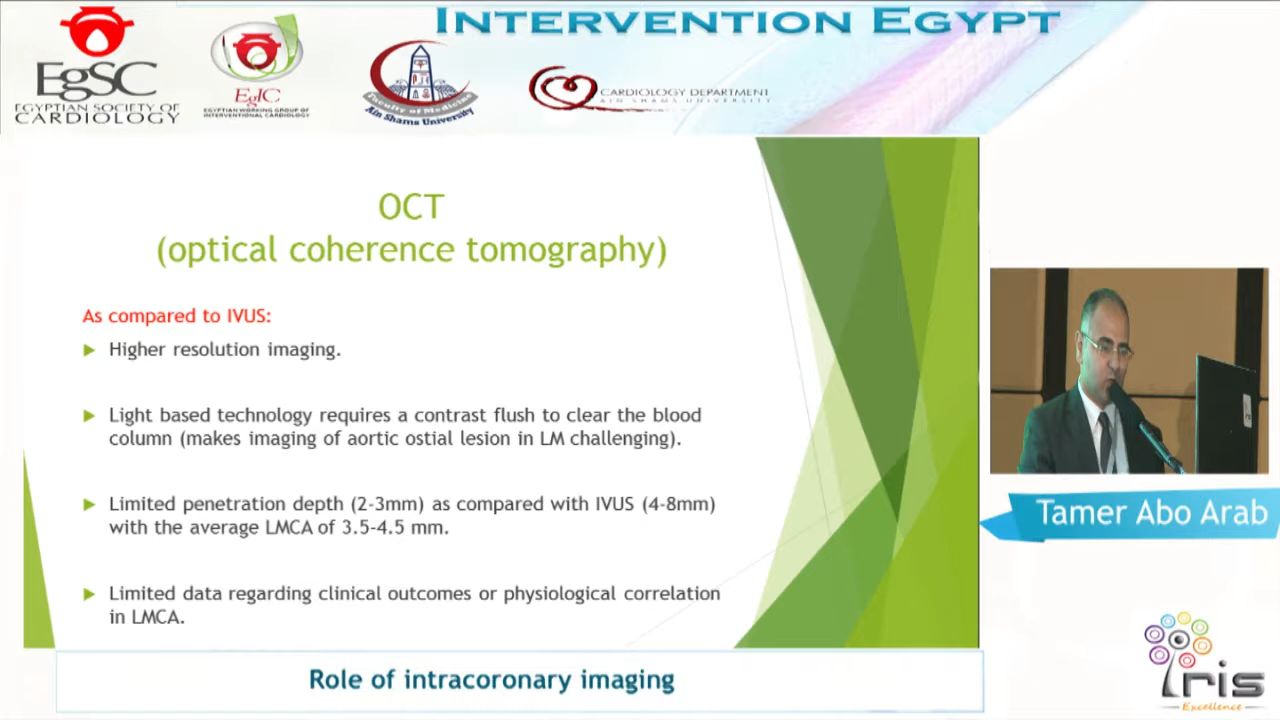 INTERVENTION EGYPT
EgSC
EGYPTIAN SOCIETY OF
CARDIOLOGY
EgIC
EGYPTIAN WORKING GROUP OF
INTERVENTIONAL CARDIOLOGY
Faculty of Medicine
Ain Shams University
CARDIOLOGY DEPARTMENT
AIN SHAMS UNIVERSITY
OCT
(optical coherence tomography)
As compared to IVUS:
Higher resolution imaging.
Light based technology requires a contrast flush to clear the blood
column (makes imaging of aortic ostial lesion in LM challenging).
Limited penetration depth (2-3mm) as compared with IVUS (4-8mm)
with the average LMCA of 3.5-4.5 mm.
Limited data regarding clinical outcomes or physiological correlation
in LMCA.
Tamer Abo Arab
Role of intracoronary imaging
Iris
Excellence